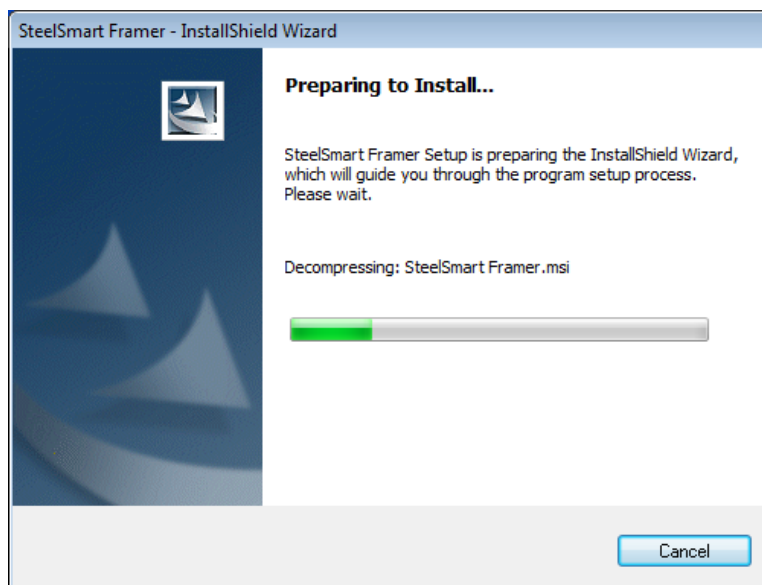 SteelSmart Framer - InstallShield Wizard
Preparing to Install...
SteelSmart Framer Setup is preparing the InstallShield Wizard,
which will guide you through the program setup process.
Please wait.
Decompressing: SteelSmart Framer.msi
Cancel